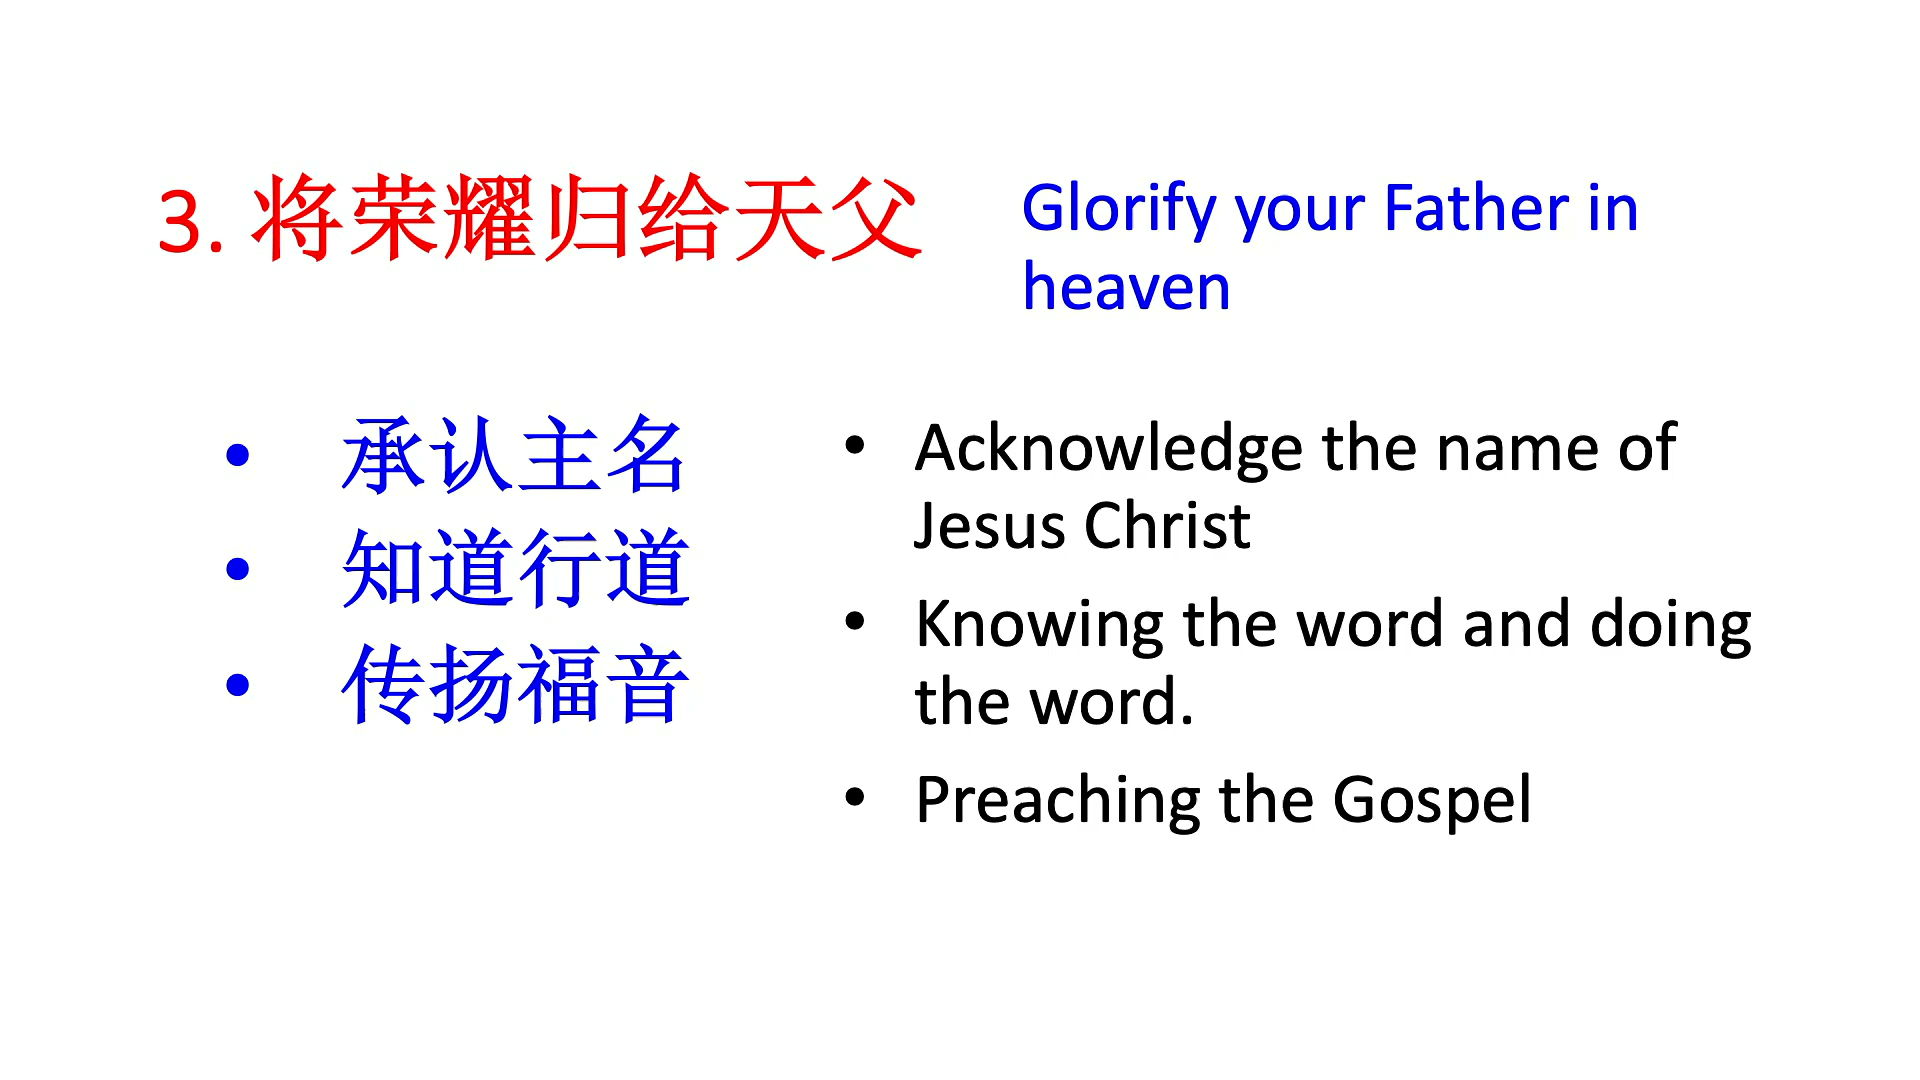 3. 将荣耀归给天父
Glorify your Father in
heaven
• 承认主名
• 知道行道
• 传扬福音
• Acknowledge the name of
Jesus Christ
• Knowing the word and doing
the word.
• Preaching the Gospel